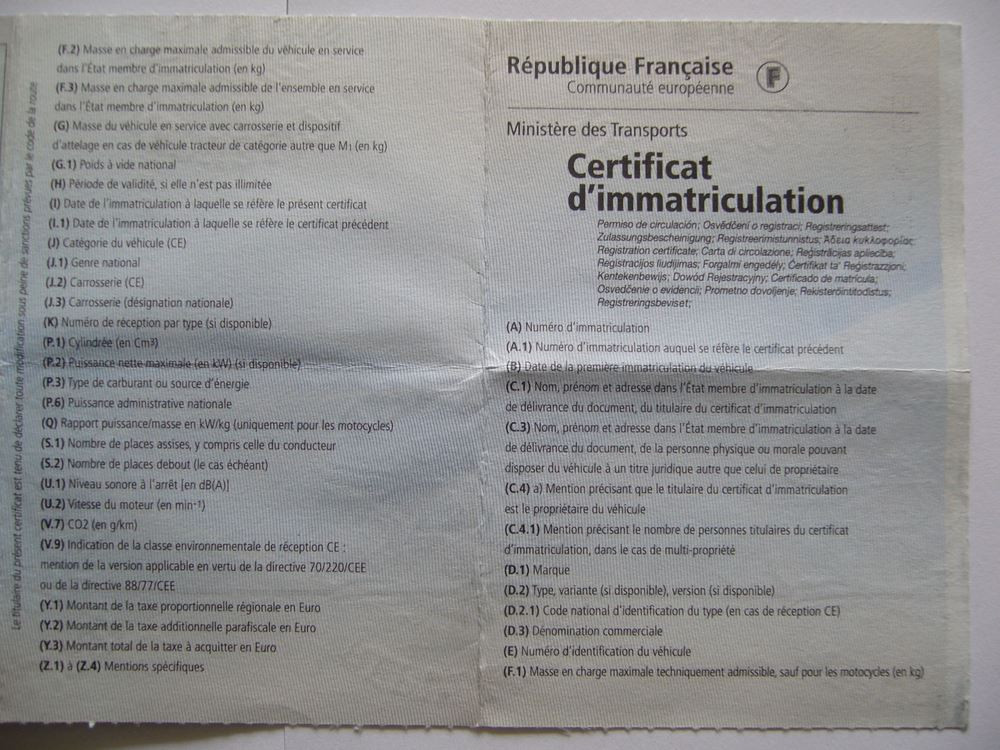 Le titulaire du présent certificat est tenu de déclarer toute modification sous peine de sanctions prévues par le code de la route
(F.2) Masse en charge maximale admissible du véhicule en service
dans l'État membre d'immatriculation (en kg)
(F.3) Masse en charge maximale admissible de l'ensemble en service
dans l'État membre d'immatriculation (en kg)
(G) Masse du véhicule en service avec carrosserie et dispositif
d'attelage en cas de véhicule tracteur de catégorie autre que M1 (en kg)
(G.1) Poids à vide national
(H) Période de validité, si elle n'est pas illimitée
(I) Date de l'immatriculation à laquelle se réfère le présent certificat
(I.1) Date de l'immatriculation à laquelle se réfère le certificat précédent
(J) Catégorie du véhicule (CE)
(J.1) Genre national
(J.2) Carrosserie (CE)
(J.3) Carrosserie (désignation nationale)
(K) Numéro de réception par type (si disponible)
(P.1) Cylindrée (en Cm³)
(P.2) Puissance nette maximale (en kW) (si disponible)
(P.3) Type de carburant ou source d'énergie
(P.6) Puissance administrative nationale
(Q) Rapport puissance/masse en kW/kg (uniquement pour les motocycles)
(S.1) Nombre de places assises, y compris celle du conducteur
(S.2) Nombre de places debout (le cas échéant)
(U.1) Niveau sonore à l'arrêt [en dB(A)]
(U.2) Vitesse du moteur (en min⁻¹)
(V.7) CO2 (en g/km)
(V.9) Indication de la classe environnementale de réception CE :
mention de la version applicable en vertu de la directive 70/220/CEE
ou de la directive 88/77/CEE
(Y.1) Montant de la taxe proportionnelle régionale en Euro
(Y.2) Montant de la taxe additionnelle parafiscale en Euro
(Y.3) Montant total de la taxe à acquitter en Euro
(Z.1) à (Z.4) Mentions spécifiques
République Française
Communauté européenne
F
Ministère des Transports
Certificat
d'immatriculation
Permiso de circulación; Osvědčení o registraci; Registreringsattest;
Zulassungsbescheinigung; Registreerimistunnistus; Άδεια κυκλοφορίας;
Registration certificate; Carta di circolazione; Reģistrācijas apliecība;
Registracijos liudijimas; Forgalmi engedély; Ċertifikat ta' Reġistrazzjoni;
Kentekenbewijs; Dowód Rejestracyjny; Certificado de matrícula;
Osvedčenie o evidencii; Prometno dovoljenje; Rekisteröintitodistus;
Registreringsbeviset;
(A) Numéro d'immatriculation
(A.1) Numéro d'immatriculation auquel se réfère le certificat précédent
(B) Date de la première immatriculation du véhicule
(C.1) Nom, prénom et adresse dans l'État membre d'immatriculation à la date
de délivrance du document, du titulaire du certificat d'immatriculation
(C.3) Nom, prénom et adresse dans l'État membre d'immatriculation à la date
de délivrance du document, de la personne physique ou morale pouvant
disposer du véhicule à un titre juridique autre que celui de propriétaire
(C.4) a) Mention précisant que le titulaire du certificat d'immatriculation
est le propriétaire du véhicule
(C.4.1) Mention précisant le nombre de personnes titulaires du certificat
d'immatriculation, dans le cas de multi-propriété
(D.1) Marque
(D.2) Type, variante (si disponible), version (si disponible)
(D.2.1) Code national d'identification du type (en cas de réception CE)
(D.3) Dénomination commerciale
(E) Numéro d'identification du véhicule
(F.1) Masse en charge maximale techniquement admissible, sauf pour les motocycles (en kg)